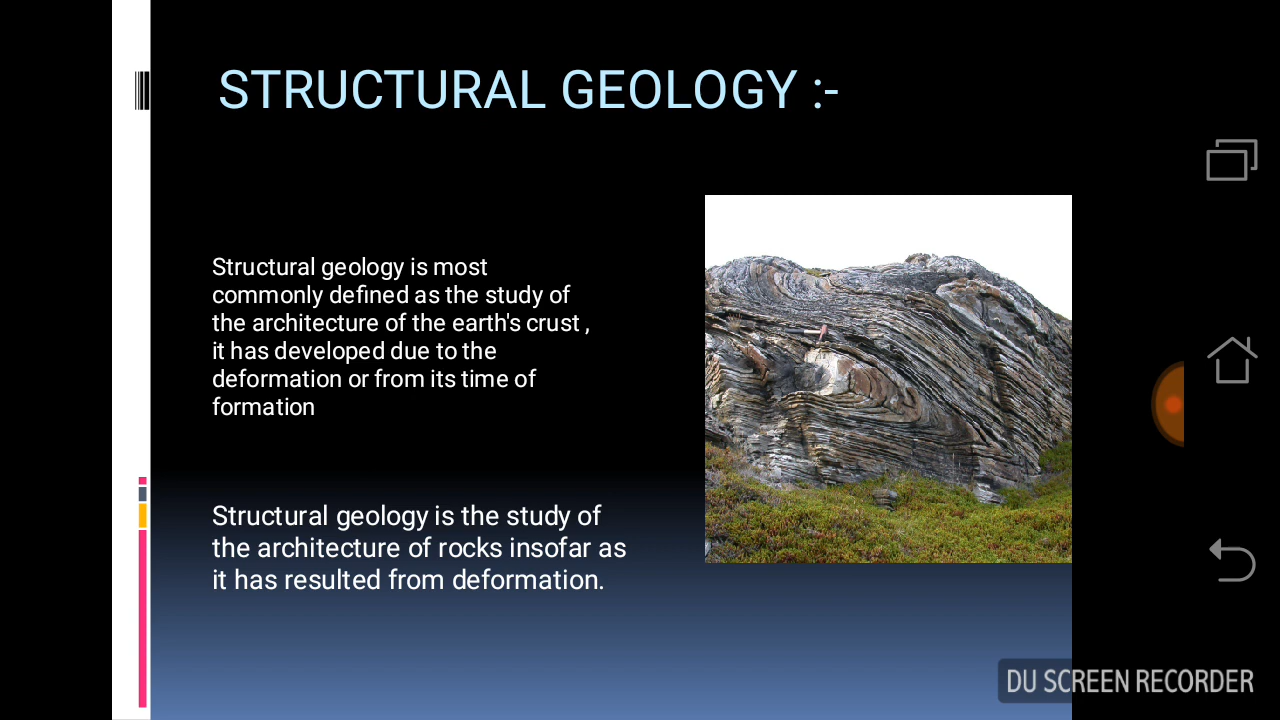 STRUCTURAL GEOLOGY :-
Structural geology is most
commonly defined as the study of
the architecture of the earth's crust ,
it has developed due to the
deformation or from its time of
formation
Structural geology is the study of
the architecture of rocks insofar as
it has resulted from deformation.
DU SCREEN RECORDER